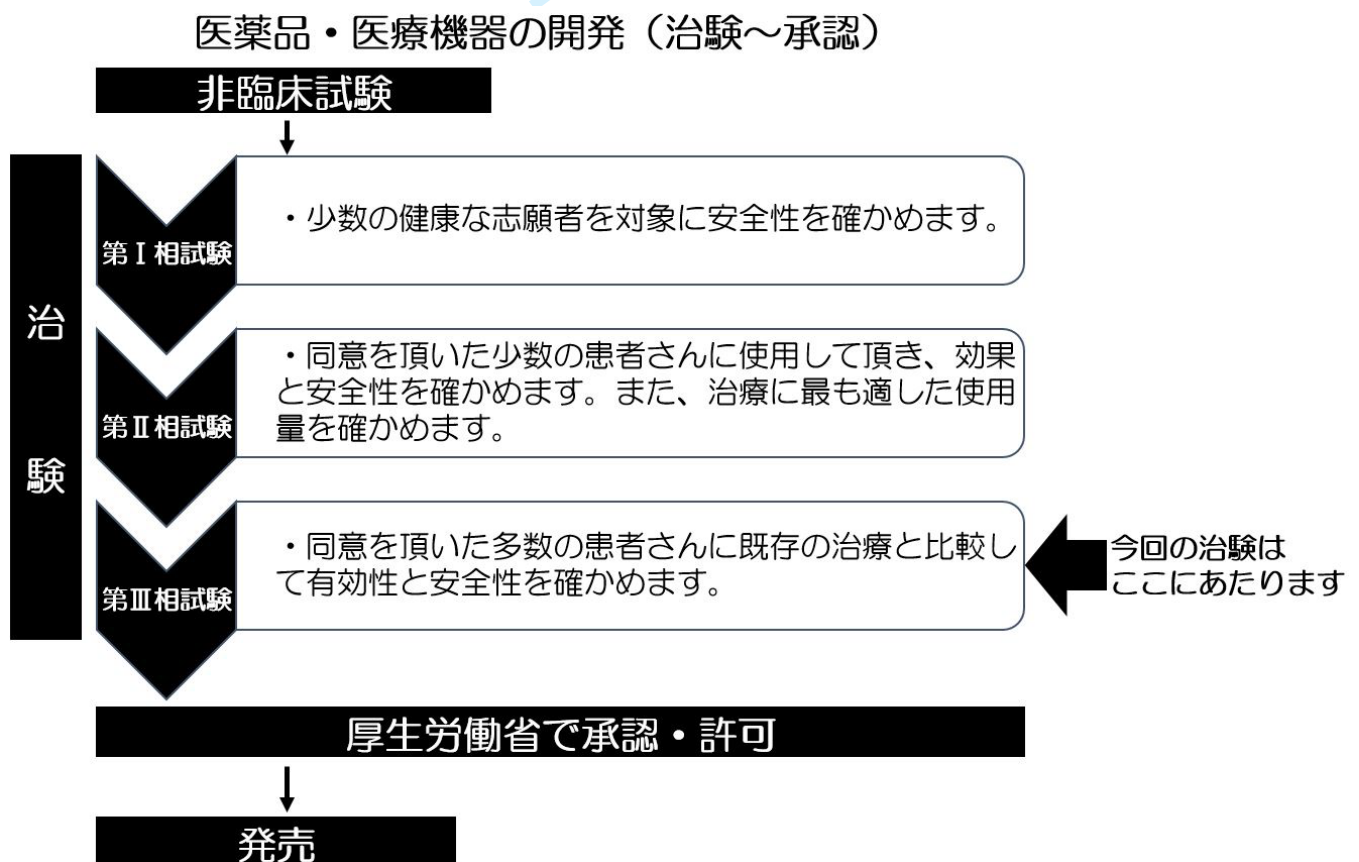 医薬品・医療機器の開発（治験～承認）
非臨床試験
治験
第Ⅰ相試験
・少数の健康な志願者を対象に安全性を確かめます。
第Ⅱ相試験
・同意を頂いた少数の患者さんに使用して頂き、効果
と安全性を確かめます。また、治療に最も適した使用
量を確かめます。
第Ⅲ相試験
・同意を頂いた多数の患者さんに既存の治療と比較し
て有効性と安全性を確かめます。
今回の治験は
ここにあたります
厚生労働省で承認・許可
発売